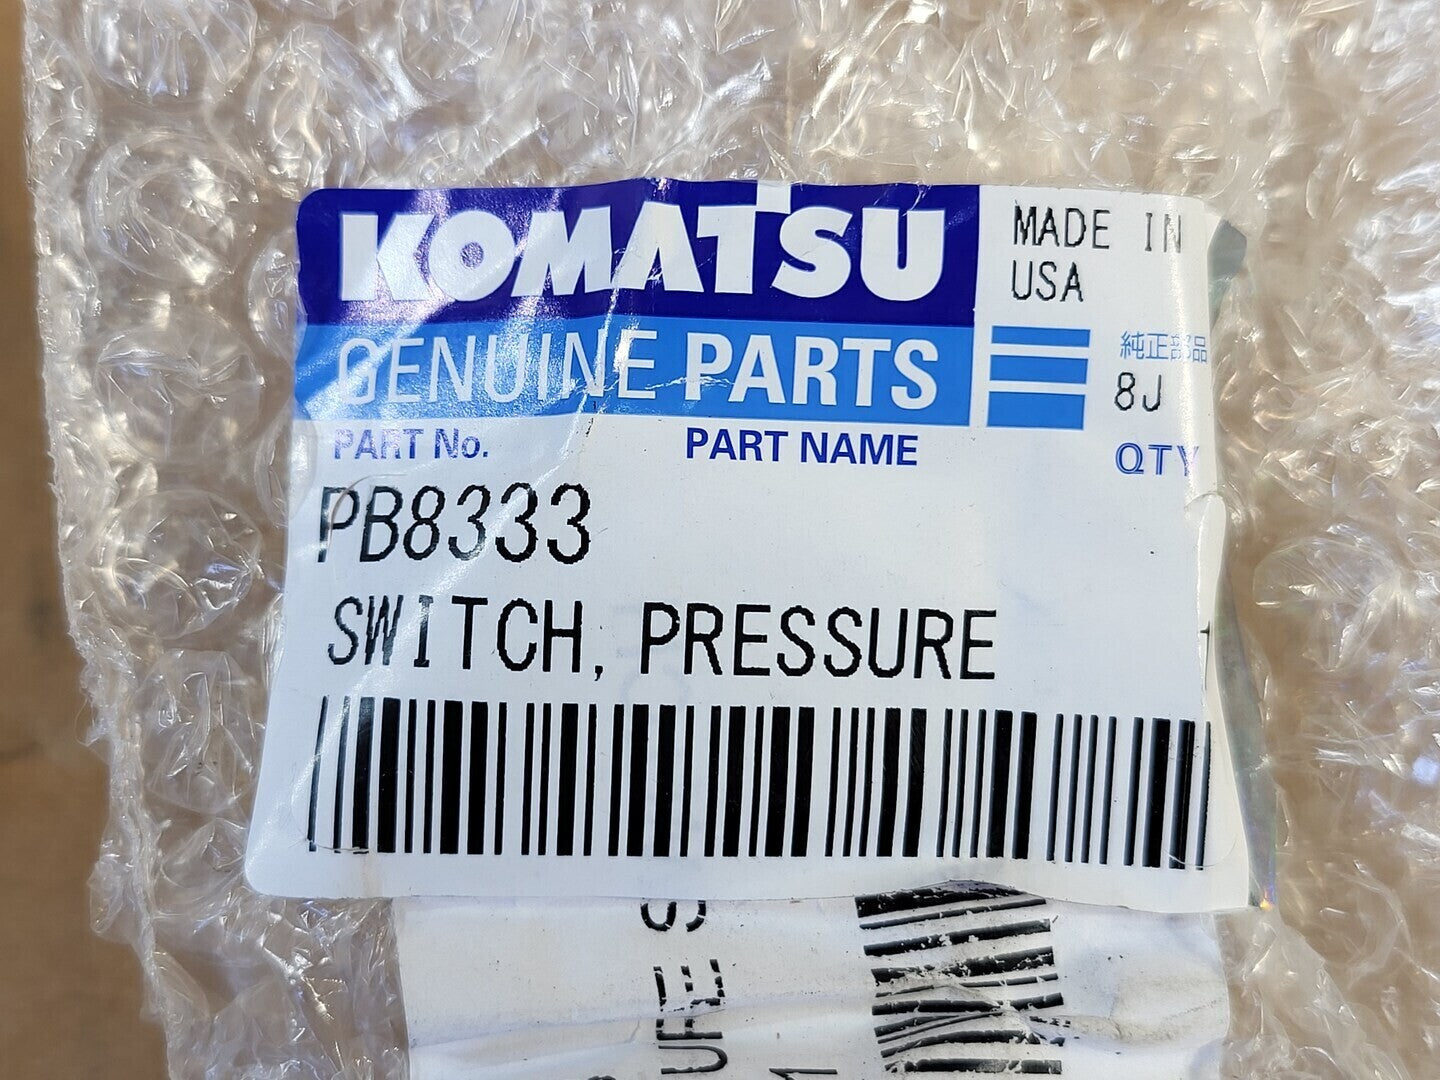 KOMATSU
GENUINE PARTS
MADE IN
USA
純正部品
8J
PART No.
PART NAME
QTY
PB8333
SWITCH, PRESSURE
1